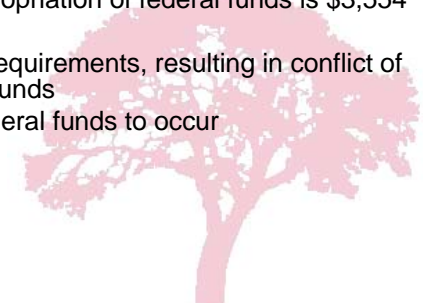 opriation of federal funds is $3,554
equirements, resulting in conflict of
unds
eral funds to occur